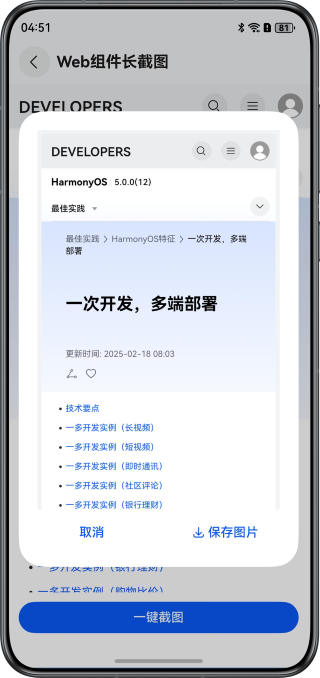 04:51
81
Web组件长截图
DEVELOPERS
DEVELOPERS
HarmonyOS 5.0.0(12)
最佳实践
最佳实践 > HarmonyOS特征 > 一次开发，多端
部署
一次开发，多端部署
更新时间: 2025-02-18 08:03
• 技术要点
• 一多开发实例（长视频）
• 一多开发实例（短视频）
• 一多开发实例（即时通讯）
• 一多开发实例（社区评论）
• 一多开发实例（银行理财）
取消
保存图片
• 一多开发实例（银行理财）
• 一多开发实例（购物比价）
一键截图